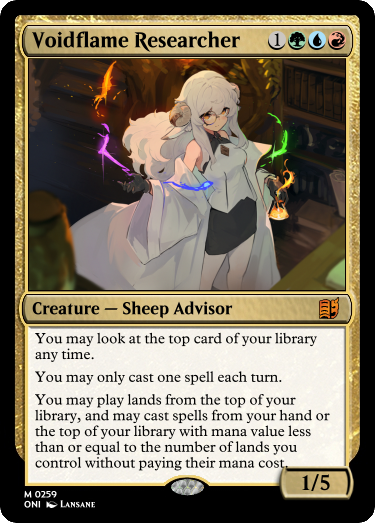 Voidflame Researcher 1
Creature — Sheep Advisor
You may look at the top card of your library
any time.
You may only cast one spell each turn.
You may play lands from the top of your
library, and may cast spells from your hand or
the top of your library with mana value less
than or equal to the number of lands you
control without paying their mana cost.
1/5
M 0259
ONI Lansane